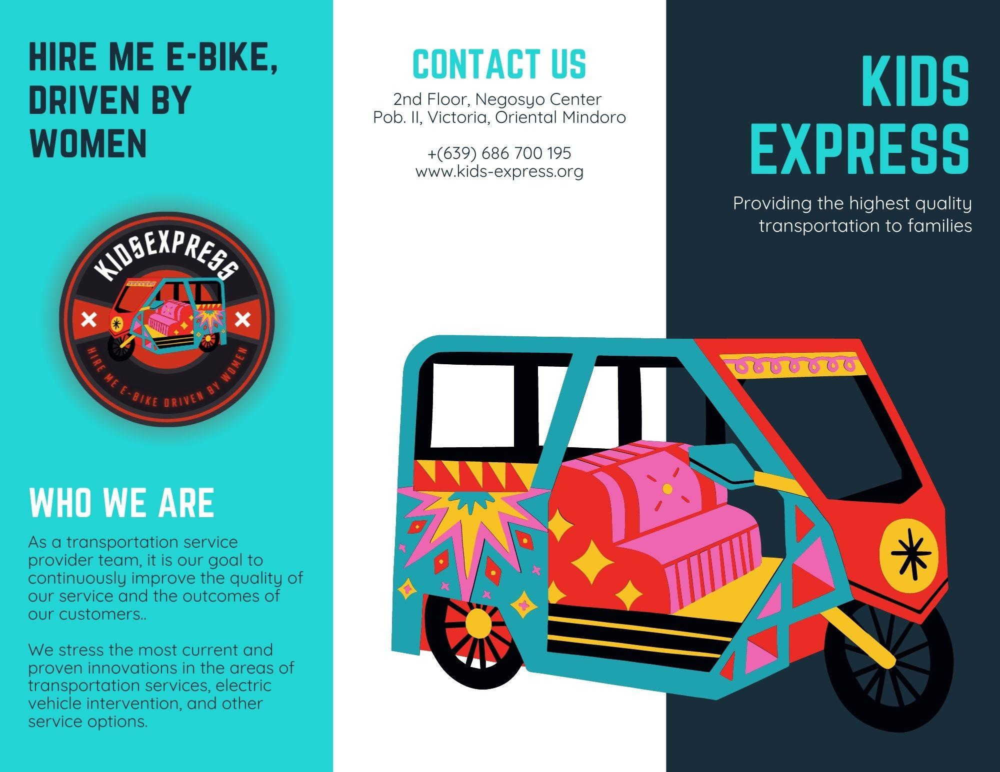 HIRE ME E-BIKE,
DRIVEN BY
WOMEN
KIDSEXPRESS
HIRE ME E-BIKE DRIVEN BY WOMEN
WHO WE ARE
As a transportation service
provider team, it is our goal to
continuously improve the quality of
our service and the outcomes of
our customers..
We stress the most current and
proven innovations in the areas of
transportation services, electric
vehicle intervention, and other
service options.
CONTACT US
2nd Floor, Negosyo Center
Pob. II, Victoria, Oriental Mindoro
+(639) 686 700 195
www.kids-express.org
KIDS
EXPRESS
Providing the highest quality
transportation to families